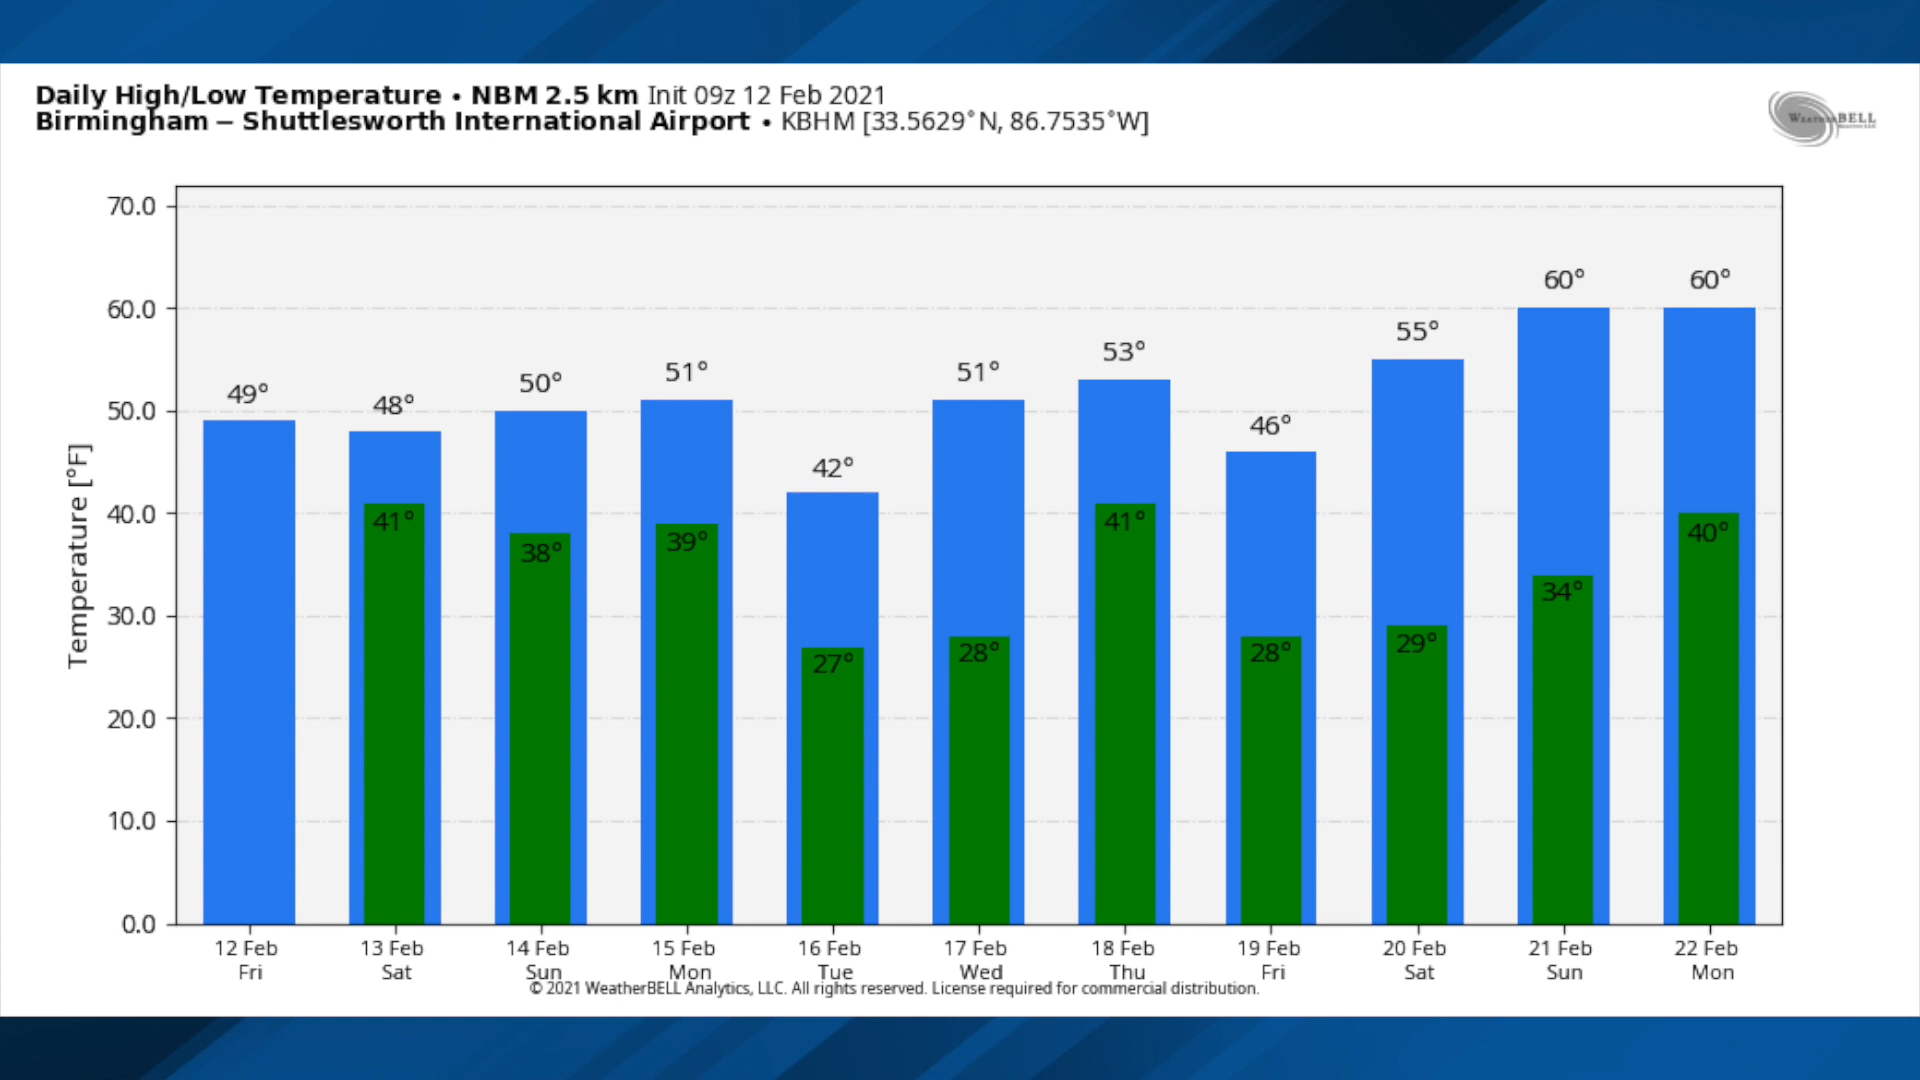 Daily High/Low Temperature • NBM 2.5 km Init 09z 12 Feb 2021
Birmingham – Shuttlesworth International Airport • KBHM [33.5629°N, 86.7535°W]
WEATHERBELL
70.0
60.0
50.0
40.0
30.0
20.0
10.0
0.0
Temperature [°F]
49° 48° 50° 51° 42° 51° 53° 46° 55° 60° 60°
41° 38° 39° 27° 28° 41° 28° 29° 34° 40°
12 Feb 13 Feb 14 Feb 15 Feb 16 Feb 17 Feb 18 Feb 19 Feb 20 Feb 21 Feb 22 Feb
Fri Sat Sun Mon Tue Wed Thu Fri Sat Sun Mon
© 2021 WeatherBELL Analytics, LLC. All rights reserved. License required for commercial distribution.